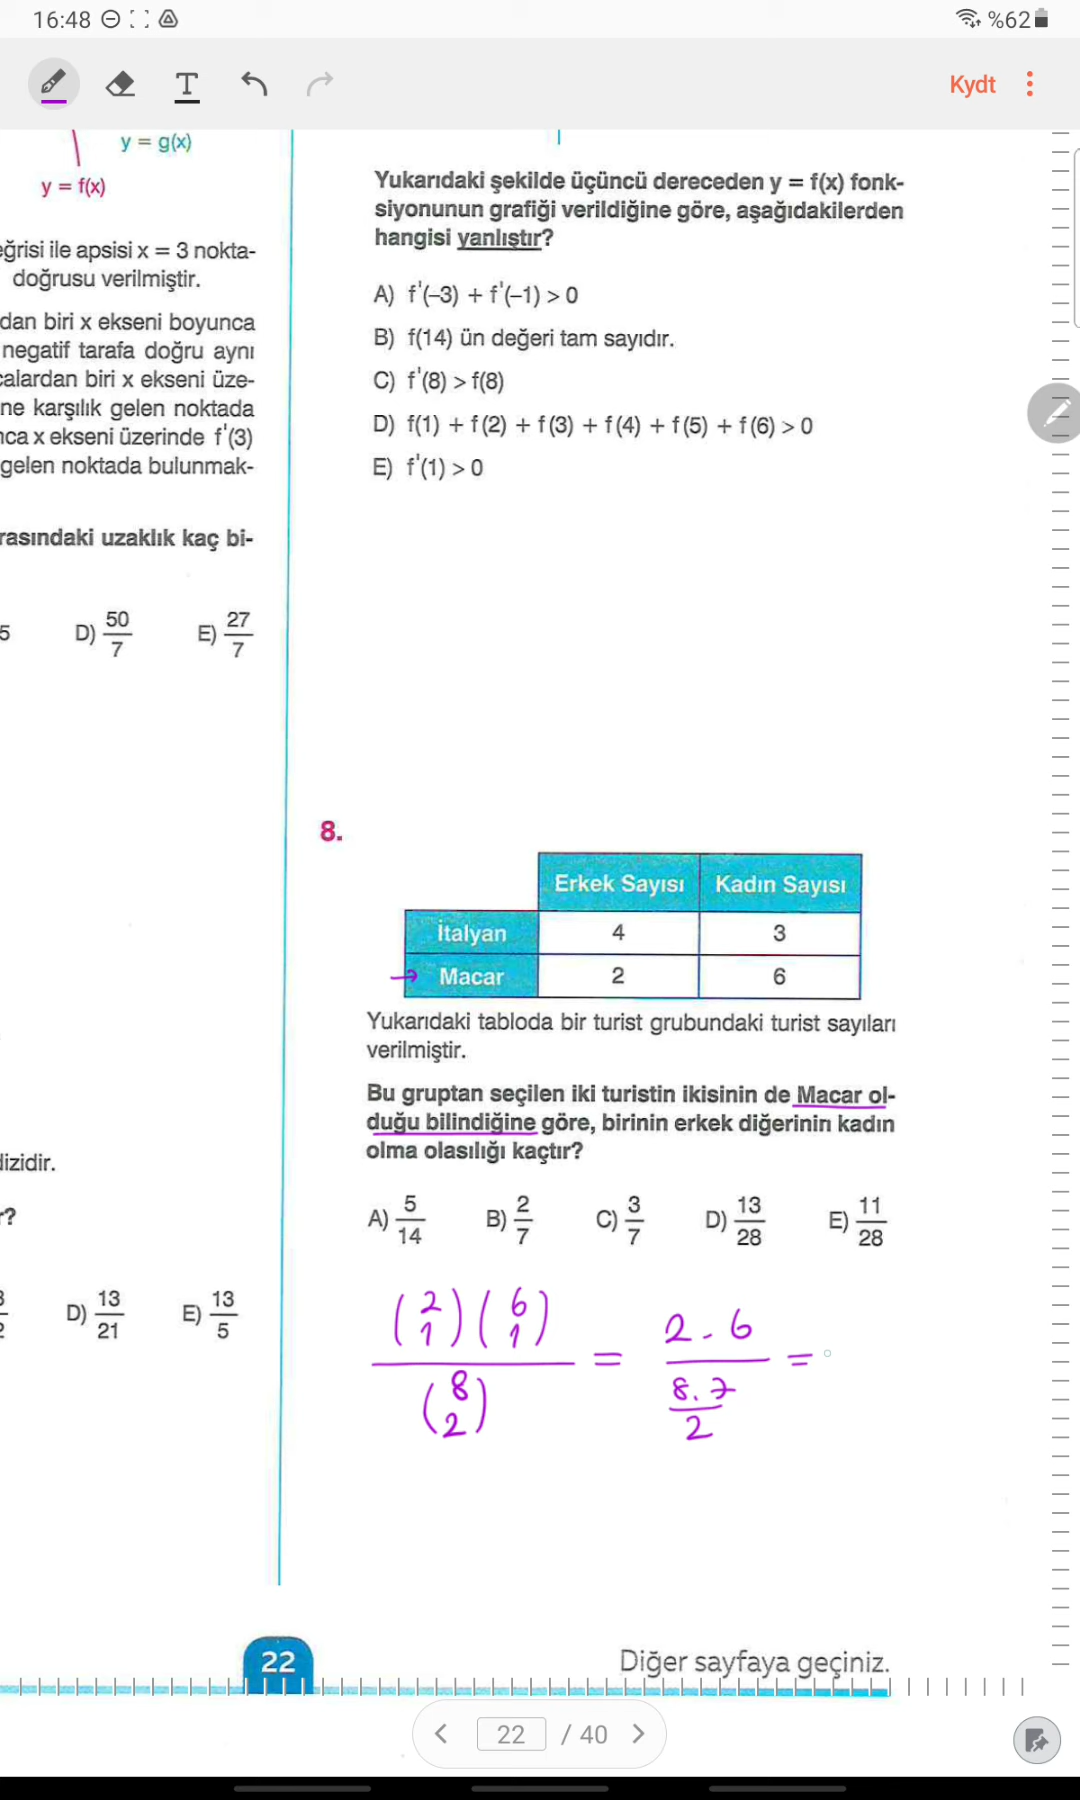 16:48
%62
T
Kydt
y = g(x)
y = f(x)
eğrisi ile apsisi x = 3 nokta-
doğrusu verilmiştir.
dan biri x ekseni boyunca
negatif tarafa doğru aynı
çalardan biri x ekseni üze-
ne karşılık gelen noktada
nca x ekseni üzerinde f'(3)
gelen noktada bulunmak-
rasındaki uzaklık kaç bi-
5 D) 50/7 E) 27/7
dizidir.
r?
3/2 D) 13/21 E) 13/5
Yukarıdaki şekilde üçüncü dereceden y = f(x) fonk-
siyonunun grafiği verildiğine göre, aşağıdakilerden
hangisi yanlıştır?
A) f'(–3) + f'(–1) > 0
B) f(14) ün değeri tam sayıdır.
C) f'(8) > f(8)
D) f(1) + f(2) + f(3) + f(4) + f(5) + f(6) > 0
E) f'(1) > 0
8.
Erkek Sayısı Kadın Sayısı
İtalyan 4 3
→ Macar 2 6
Yukarıdaki tabloda bir turist grubundaki turist sayıları
verilmiştir.
Bu gruptan seçilen iki turistin ikisinin de Macar ol-
duğu bilindiğine göre, birinin erkek diğerinin kadın
olma olasılığı kaçtır?
A) 5/14 B) 2/7 C) 3/7 D) 13/28 E) 11/28
(2 1)(6 1) / (8 2) = 2.6 / (8.7/2) =
22
Diğer sayfaya geçiniz.
< 22 / 40 >